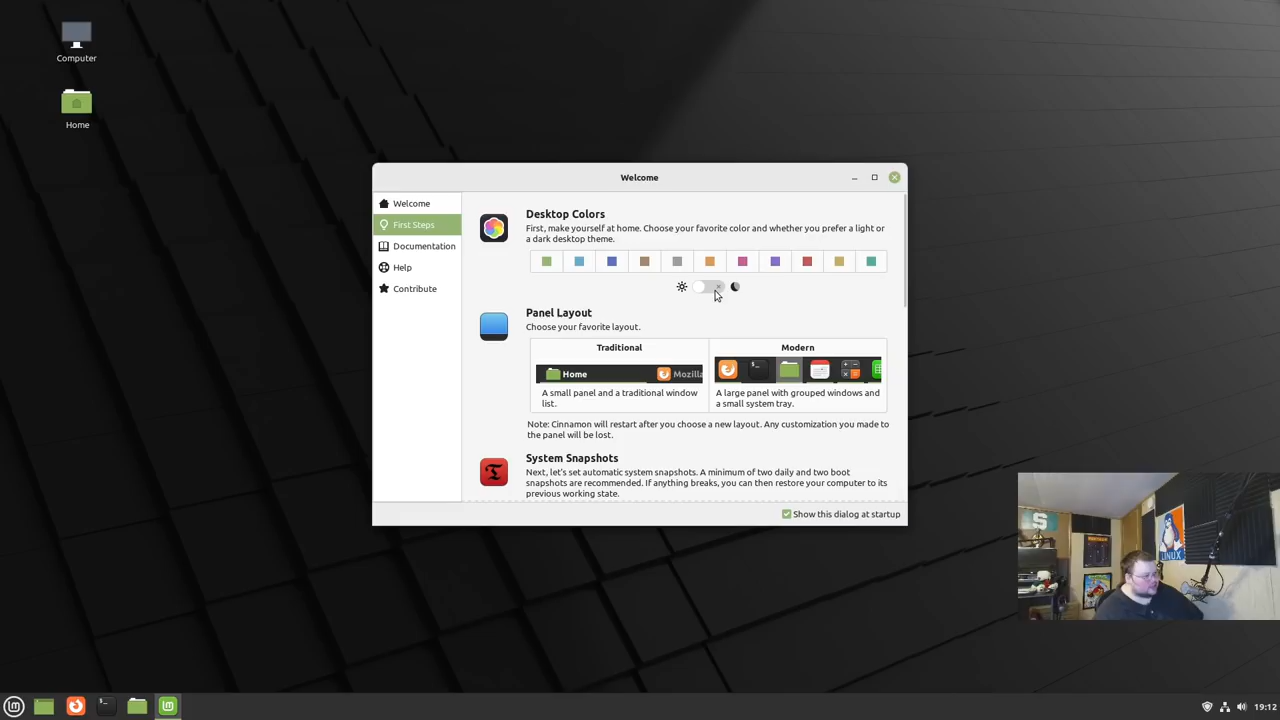 Computer
Home
Welcome
Welcome
First Steps
Documentation
Help
Contribute
Desktop Colors
First, make yourself at home. Choose your favorite color and whether you prefer a light or
a dark desktop theme.
Panel Layout
Choose your favorite layout.
Traditional
Modern
Home
Mozilla
A small panel and a traditional window
list.
A large panel with grouped windows and
a small system tray.
Note: Cinnamon will restart after you choose a new layout. Any customization you made to
the panel will be lost.
System Snapshots
Next, let's set automatic system snapshots. A minimum of two daily and two boot
snapshots are recommended. If anything breaks, you can then restore your computer to its
previous working state.
Show this dialog at startup
S
LINUX
19:12